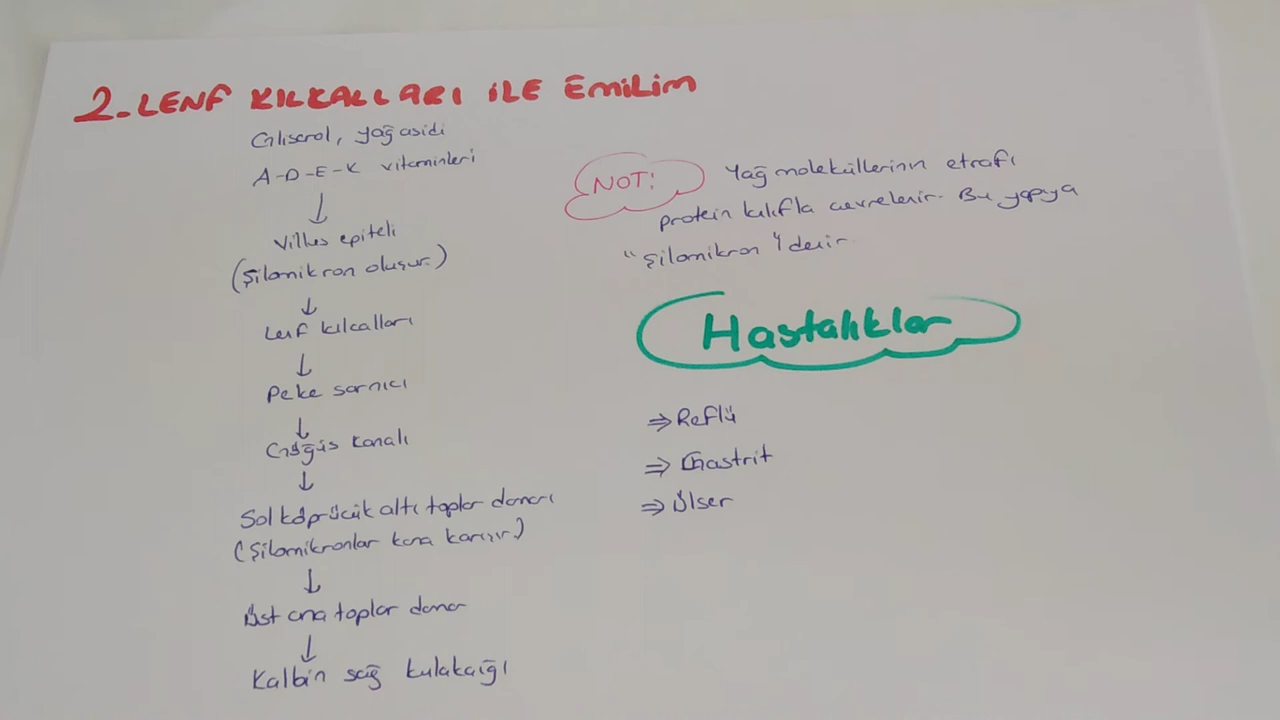 2. LENF KILKALLARI İLE EMİLİM
Gliserol, yağ asidi
A-D-E-K vitaminleri
↓
Villus epiteli
(Şilomikron oluşur.)
↓
Lenf kılcalları
↓
Peke sarnıcı
↓
Göğüs kanalı
↓
Sol köprücük altı toplar damarı
(Şilomikronlar kana karışır.)
↓
Üst ana toplar damar
↓
Kalbin sağ kulakçığı
NOT! Yağ moleküllerinin etrafı
protein kılıfla çevrelenir. Bu yapıya
"Şilomikron" denir.
Hastalıklar
⇒ Reflü
⇒ Gastrit
⇒ Ülser